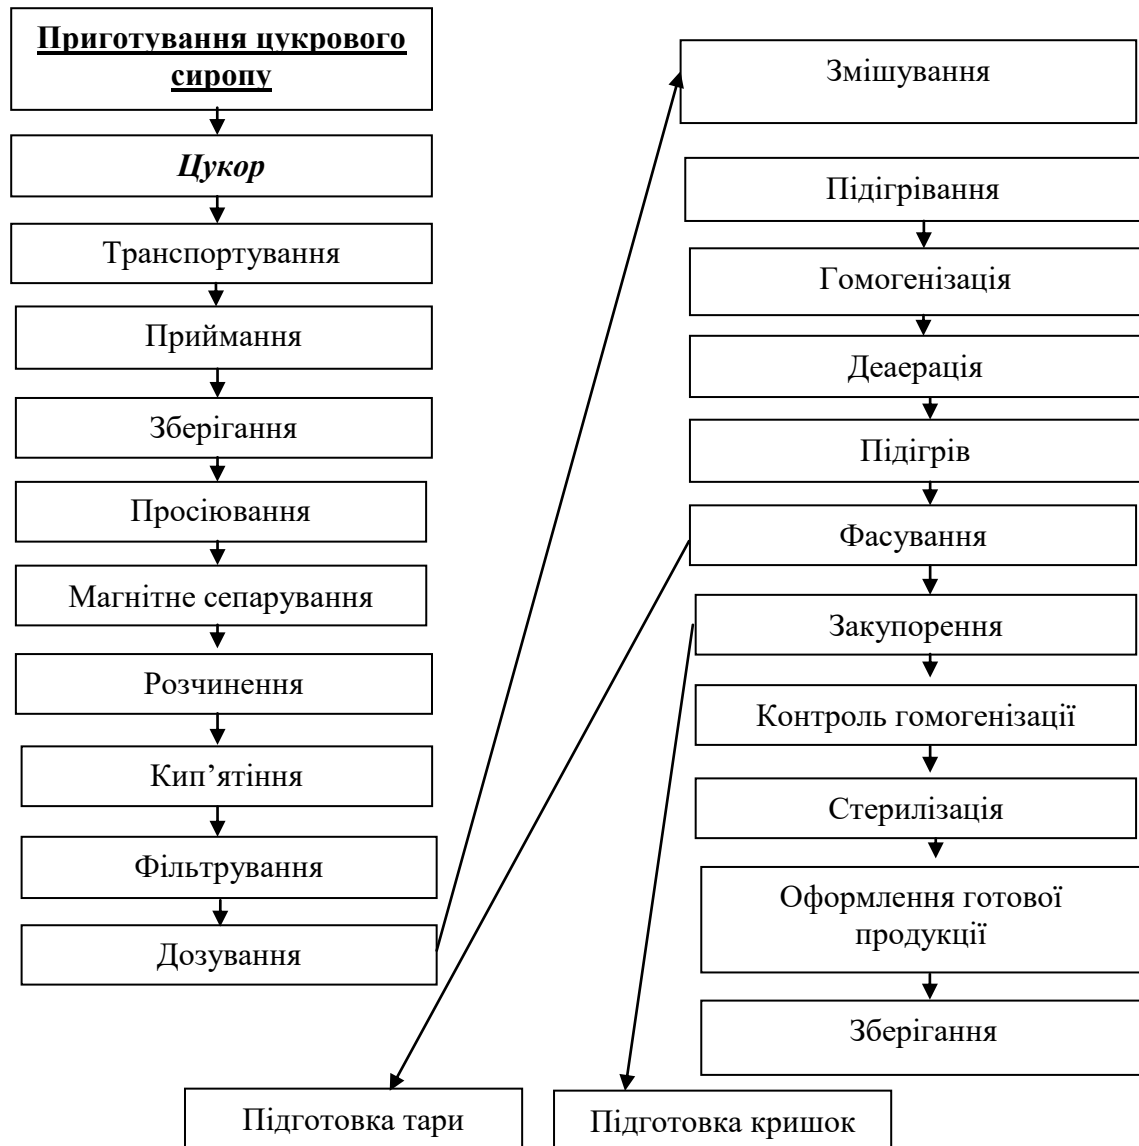 Приготування цукрового
сиропу
Цукор
Транспортування
Приймання
Зберігання
Просіювання
Магнітне сепарування
Розчинення
Кип’ятіння
Фільтрування
Дозування
Змішування
Підігрівання
Гомогенізація
Деаерація
Підігрів
Фасування
Закупорення
Контроль гомогенізації
Стерилізація
Оформлення готової
продукції
Зберігання
Підготовка тари
Підготовка кришок